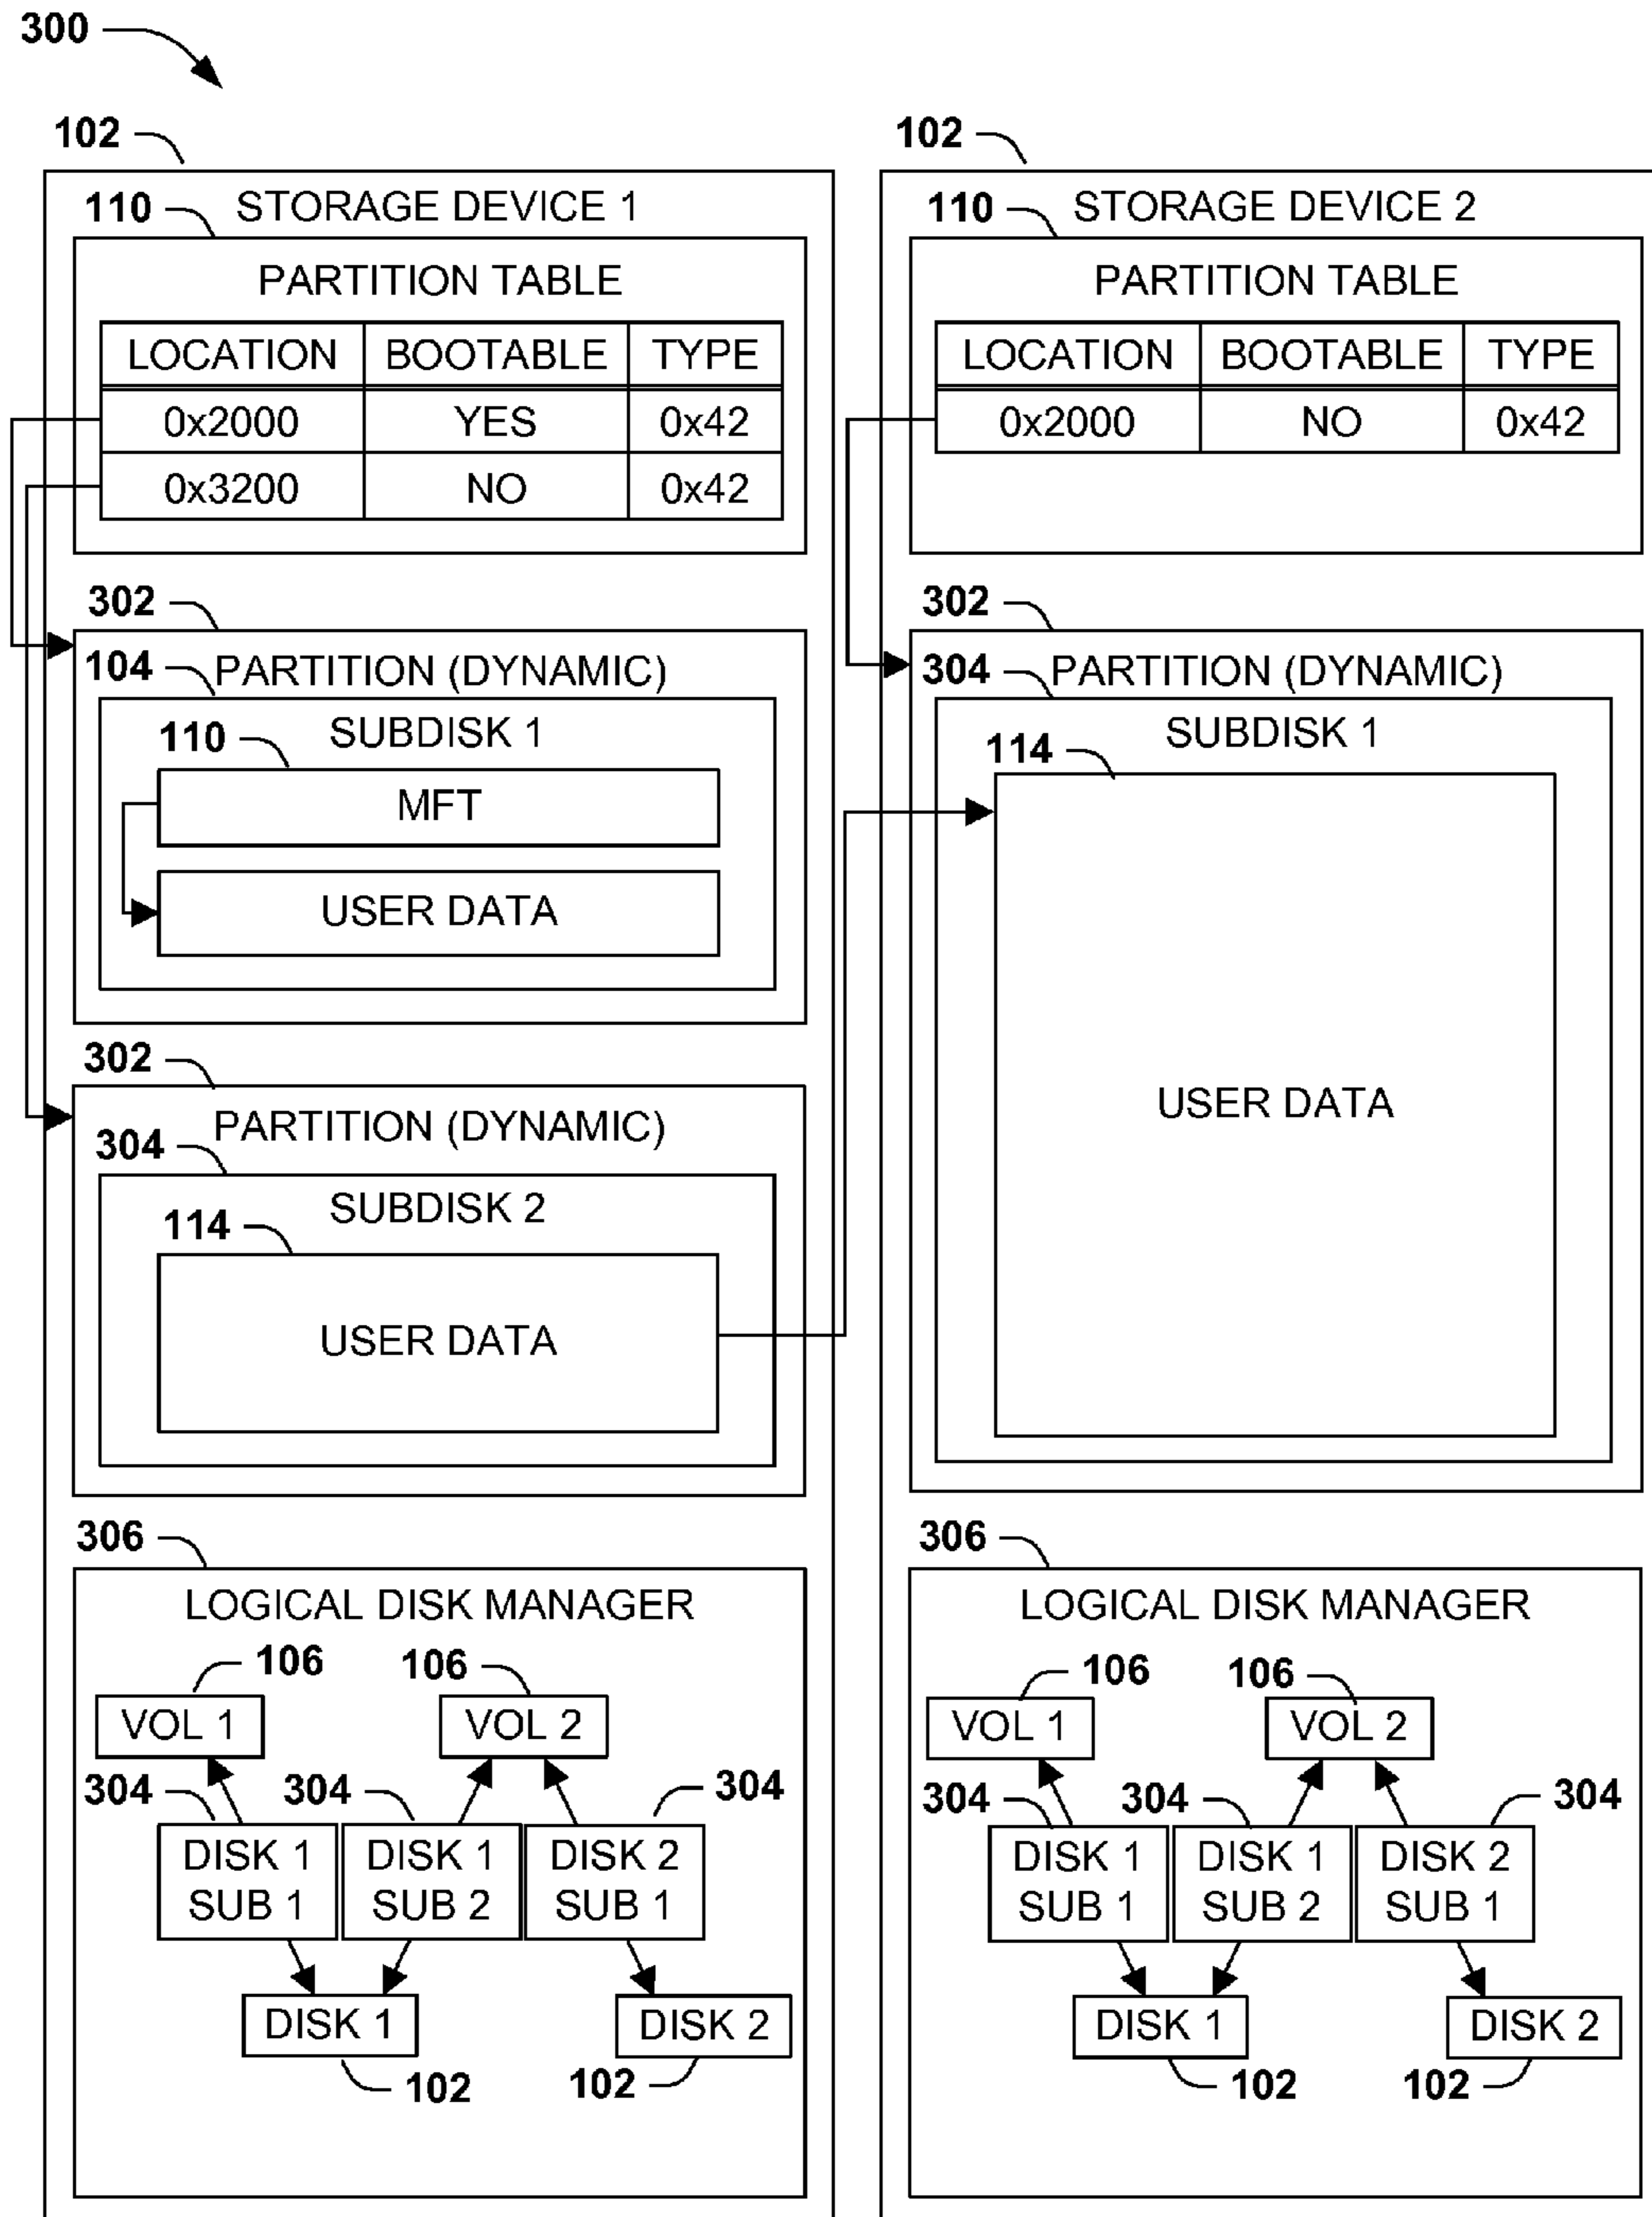 300
102
STORAGE DEVICE 1
110
PARTITION TABLE
LOCATION BOOTABLE TYPE
0x2000 YES 0x42
0x3200 NO 0x42
302
PARTITION (DYNAMIC)
104
SUBDISK 1
110
MFT
USER DATA
302
PARTITION (DYNAMIC)
304
SUBDISK 2
114
USER DATA
306
LOGICAL DISK MANAGER
106 106
VOL 1 VOL 2
304 304 304
DISK 1 DISK 1 DISK 2
SUB 1 SUB 2 SUB 1
DISK 1 DISK 2
102 102
102
STORAGE DEVICE 2
110
PARTITION TABLE
LOCATION BOOTABLE TYPE
0x2000 NO 0x42
302
PARTITION (DYNAMIC)
304
SUBDISK 1
114
USER DATA
306
LOGICAL DISK MANAGER
106 106
VOL 1 VOL 2
304 304 304
DISK 1 DISK 1 DISK 2
SUB 1 SUB 2 SUB 1
DISK 1 DISK 2
102 102